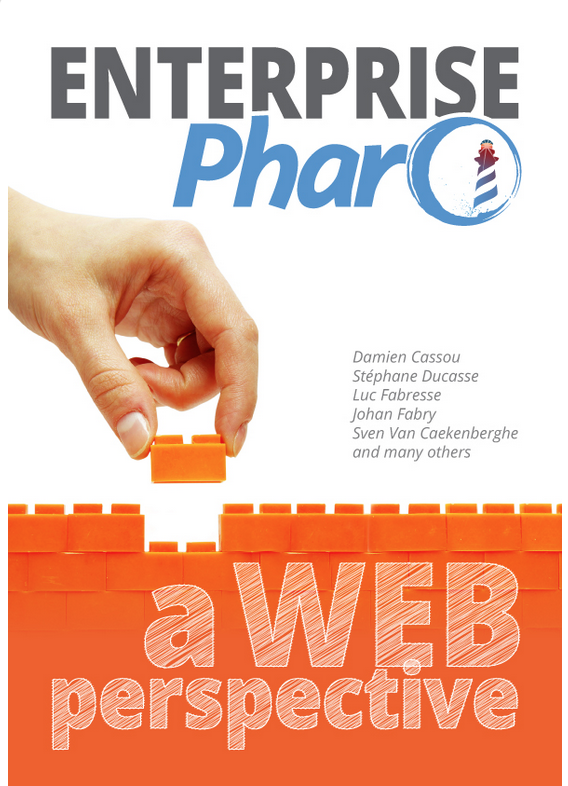 ENTERPRISE
Pharo
Damien Cassou
Stéphane Ducasse
Luc Fabresse
Johan Fabry
Sven Van Caekenberghe
and many others
a WEB
perspective